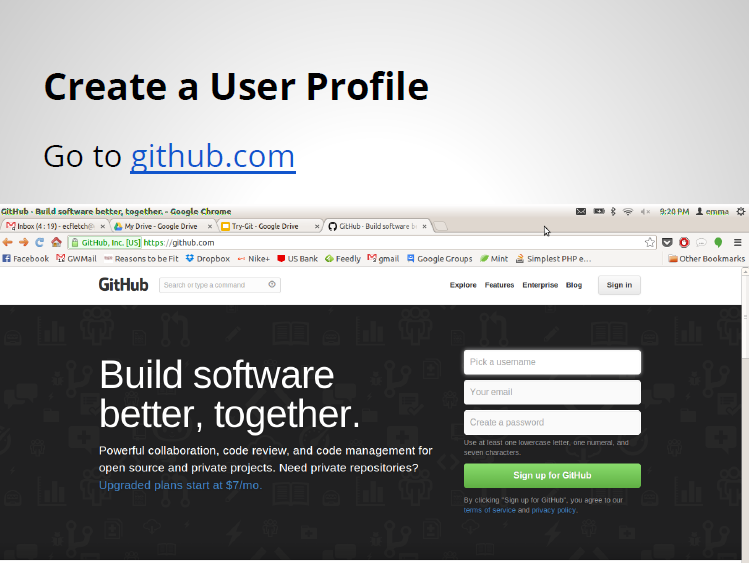 Create a User Profile
Go to github.com
GitHub · Build software better, together. - Google Chrome
9:20 PM emma
Inbox (4 : 19) - ecfletch@
My Drive - Google Drive
Try-Git - Google Drive
GitHub · Build software be
GitHub, Inc. [US] https://github.com
Facebook GWMail Reasons to be Fit Dropbox Nike+ US Bank Feedly gmail Google Groups Mint Simplest PHP e... Other Bookmarks
GitHub Search or type a command Explore Features Enterprise Blog Sign in
Build software
better, together.
Powerful collaboration, code review, and code management for
open source and private projects. Need private repositories?
Upgraded plans start at $7/mo.
Pick a username
Your email
Create a password
Use at least one lowercase letter, one numeral, and
seven characters.
Sign up for GitHub
By clicking "Sign up for GitHub", you agree to our
terms of service and privacy policy.